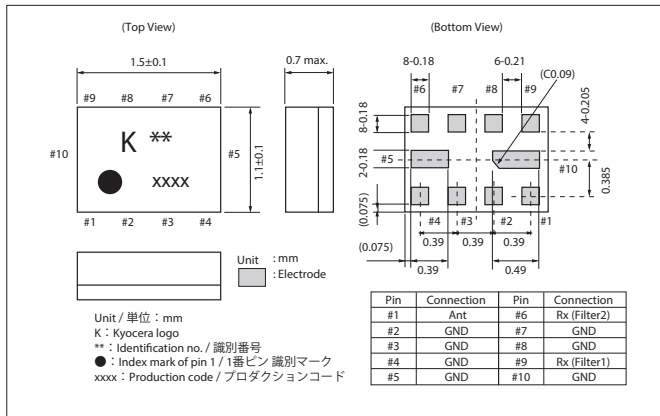 (Top View)
(Bottom View)
1.5±0.1
0.7 max.
#9 #8 #7 #6
K **
#10
#5
1.1±0.1
xxxx
#1 #2 #3 #4
8-0.18
6-0.21
(C0.09)
#6 #7 #8 #9
8-0.18
4-0.205
2-0.18
#5
#10
0.385
(0.075)
#4 #3 #2 #1
(0.075)
0.39 0.39 0.39
0.39
0.49
Unit : mm
: Electrode
Unit / 単位：mm
K：Kyocera logo
**：Identification no. / 識別番号
●：Index mark of pin 1 / 1番ピン 識別マーク
xxxx：Production code / プロダクションコード
Pin Connection Pin Connection
#1 Ant #6 Rx (Filter2)
#2 GND #7 GND
#3 GND #8 GND
#4 GND #9 Rx (Filter1)
#5 GND #10 GND